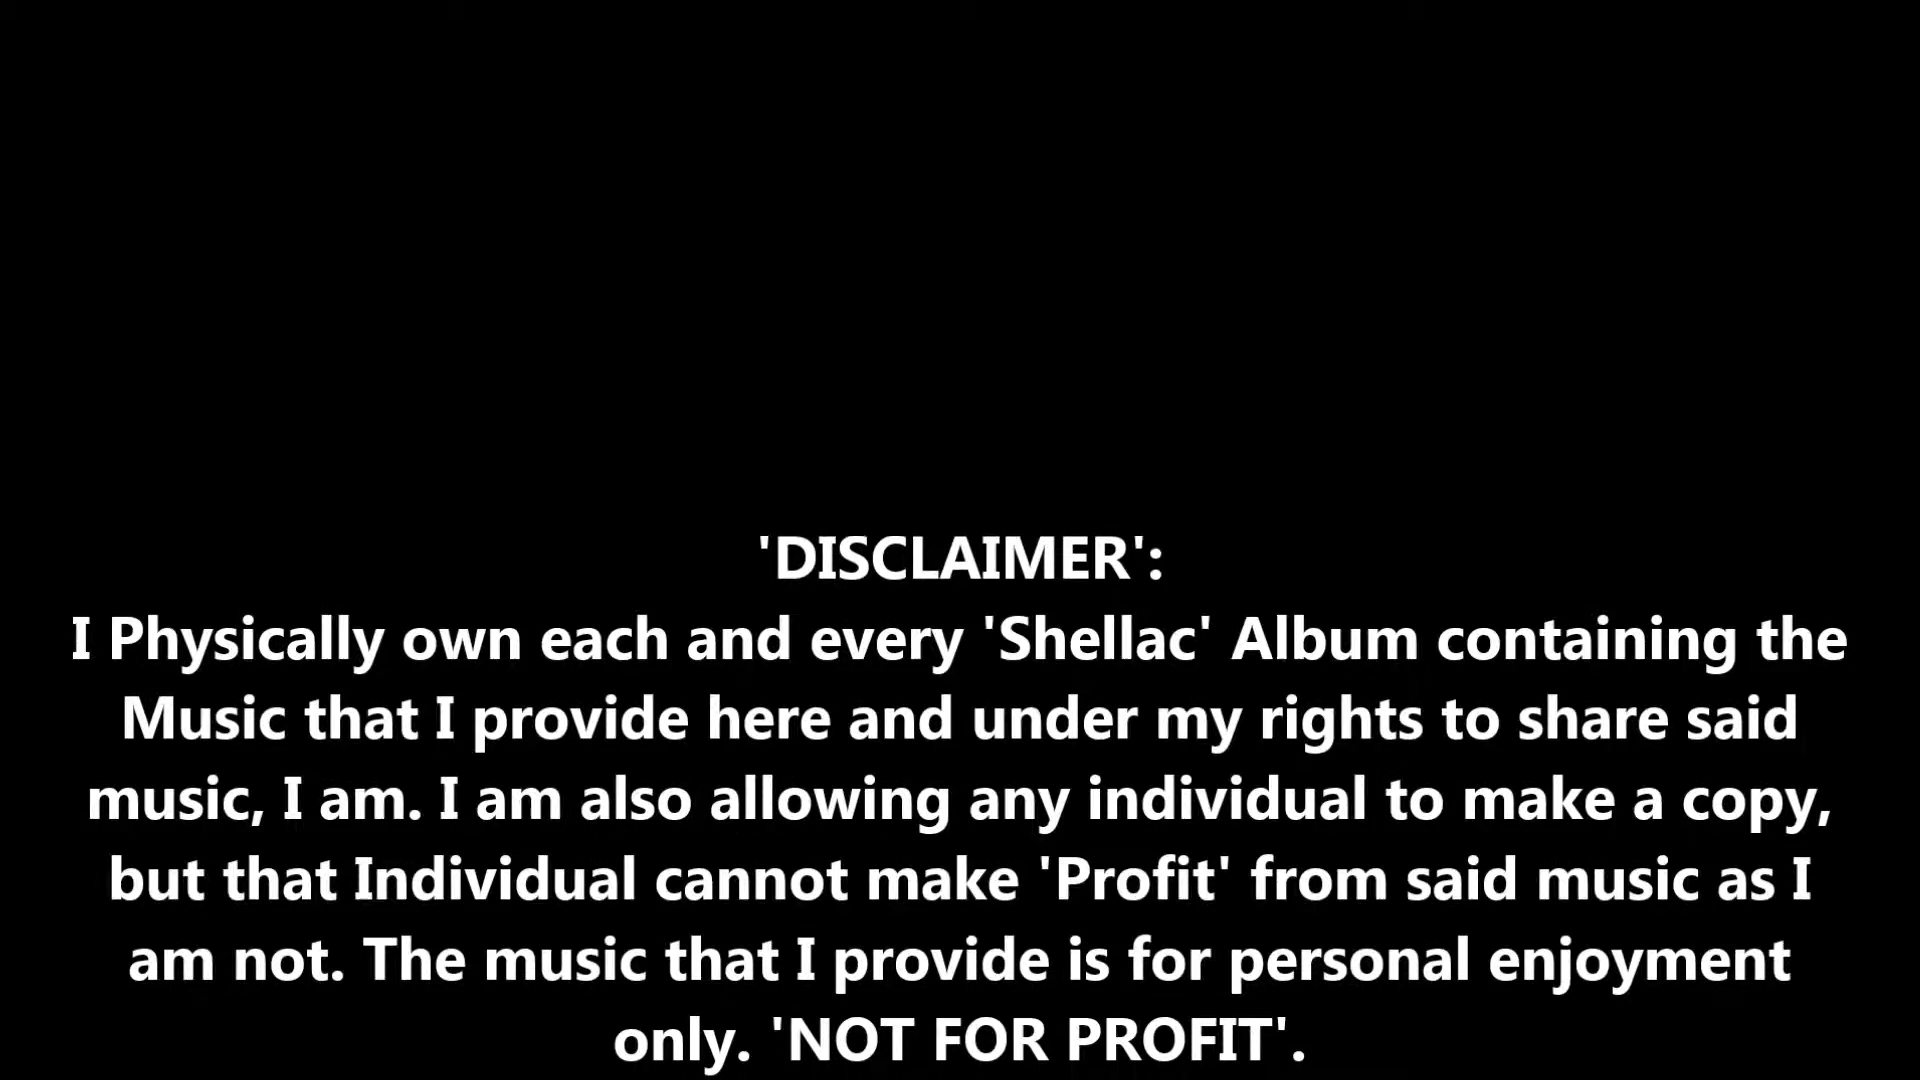 'DISCLAIMER':
I Physically own each and every 'Shellac' Album containing the
Music that I provide here and under my rights to share said
music, I am. I am also allowing any individual to make a copy,
but that Individual cannot make 'Profit' from said music as I
am not. The music that I provide is for personal enjoyment
only. 'NOT FOR PROFIT'.